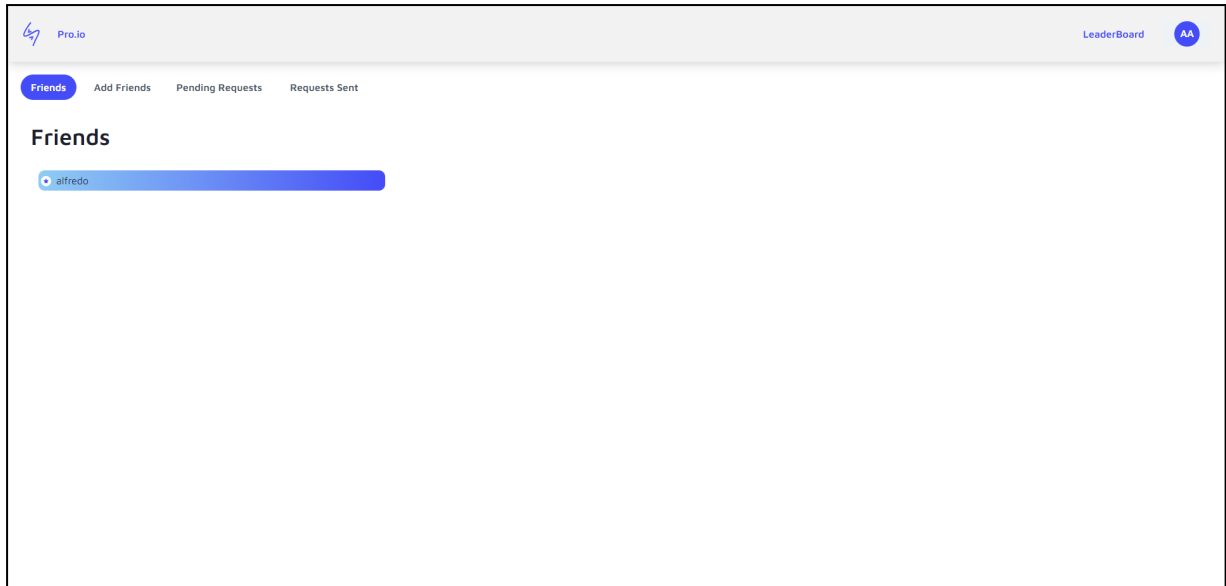 Pro.io LeaderBoard AA
Friends Add Friends Pending Requests Requests Sent
Friends
alfredo